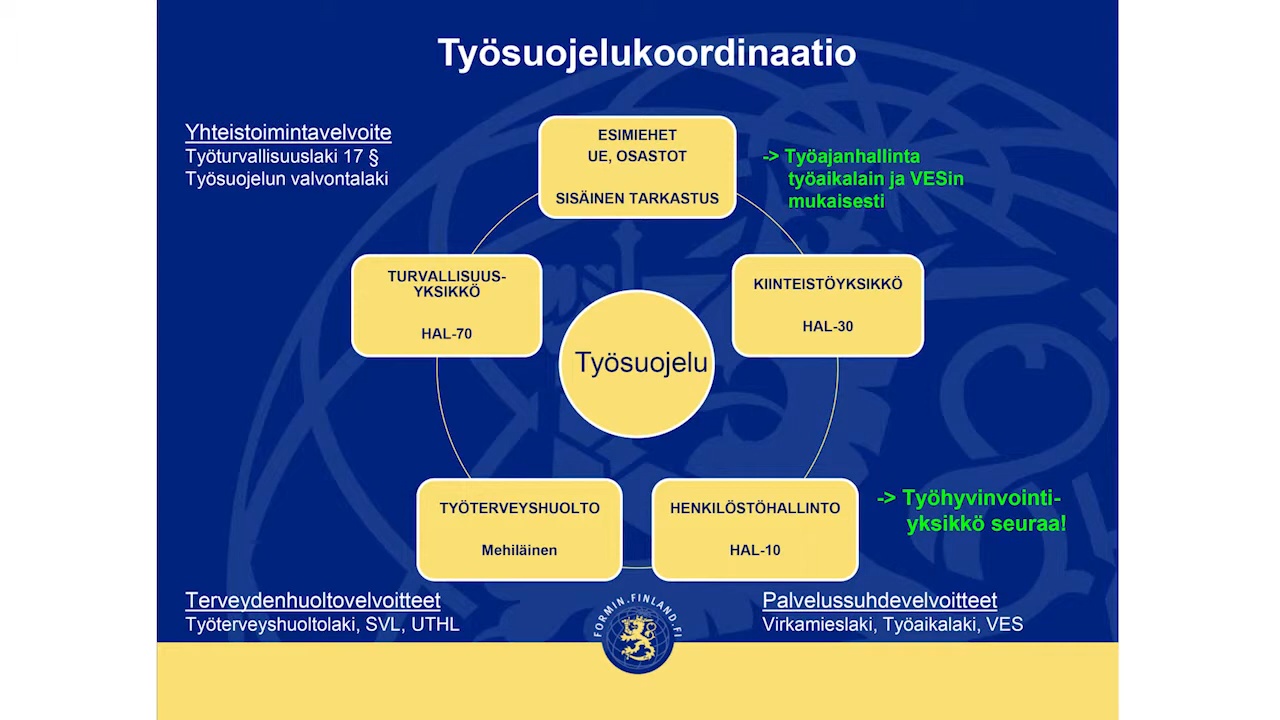 Työsuojelukoordinaatio
Yhteistoimintavelvoite
Työturvallisuuslaki 17 §
Työsuojelun valvontalaki
ESIMIEHET
UE, OSASTOT
SISÄINEN TARKASTUS
-> Työajanhallinta
työaikalain ja VESin
mukaisesti
TURVALLISUUS-
YKSIKKÖ
HAL-70
KIINTEISTÖYKSIKKÖ
HAL-30
Työsuojelu
TYÖTERVEYSHUOLTO
Mehiläinen
HENKILÖSTÖHALLINTO
HAL-10
-> Työhyvinvointi-
yksikkö seuraa!
Terveydenhuoltovelvoitteet
Työterveyshuoltolaki, SVL, UTHL
FORMIN.FINLAND.FI
Palvelussuhdevelvoitteet
Virkamieslaki, Työaikalaki, VES